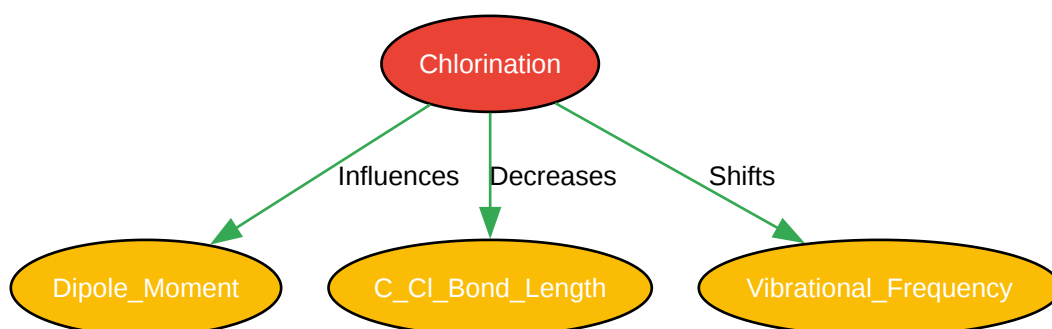 Chlorination
Influences
Decreases
Shifts
Dipole_Moment
C_Cl_Bond_Length
Vibrational_Frequency